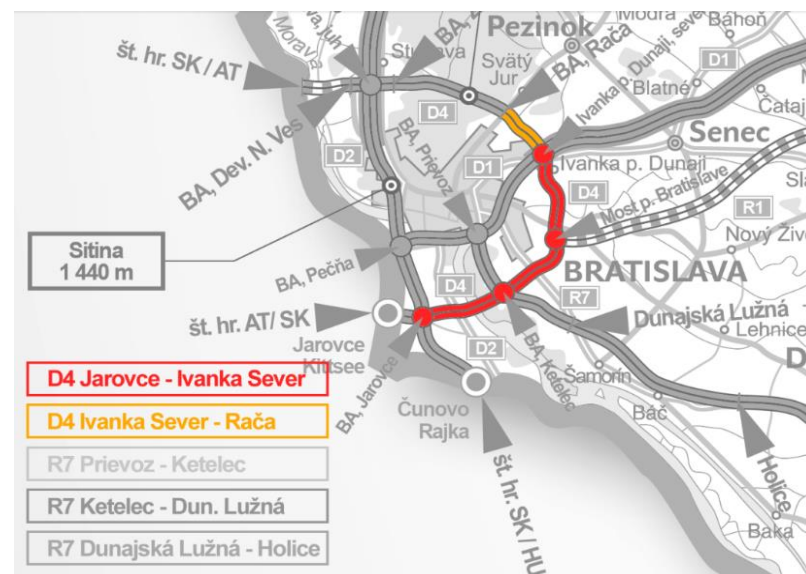 Modra
Báhoň
Pezinok
Svätý
Jur
BA, Rača
Ivanka p. Dunaji, sever
D1
Blatné
Čataj
Senec
št. hr. SK / AT
Morava
juh
Stupava
BA, Dev. N. Ves
D4
D2
BA, Prievoz
D1
Ivanka p. Dunaji
D4
Most p. Bratislave
R1
Nový Živo
Sitina
1 440 m
BA, Pečňa
BRATISLAVA
D4
R7
Dunajská Lužná
Lehnice
št. hr. AT/ SK
Jarovce
Kittsee
D2
BA, Jarovce
BA, Ketelec
Šamorín
Báč
Čunovo
Rajka
Holice
Baka
št. hr. SK / HU
D4 Jarovce - Ivanka Sever
D4 Ivanka Sever - Rača
R7 Prievoz - Ketelec
R7 Ketelec - Dun. Lužná
R7 Dunajská Lužná - Holice